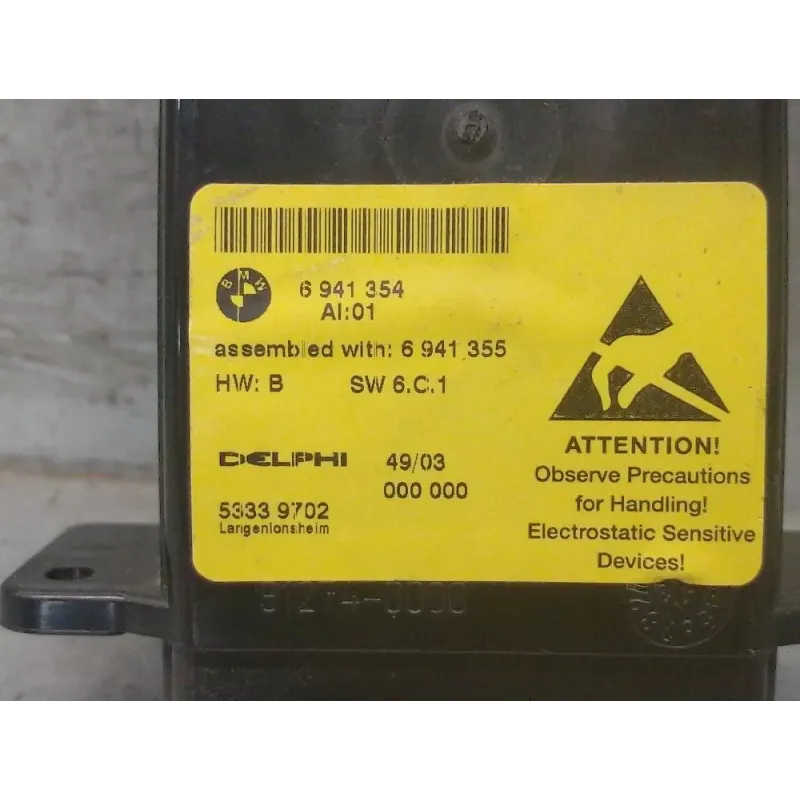 BMW
6 941 354
AI:01
assembled with: 6 941 355
HW: B SW 6.C.1
DELPHI 49/03
000 000
5333 9702
Langenlonsheim
ATTENTION!
Observe Precautions
for Handling!
Electrostatic Sensitive
Devices!